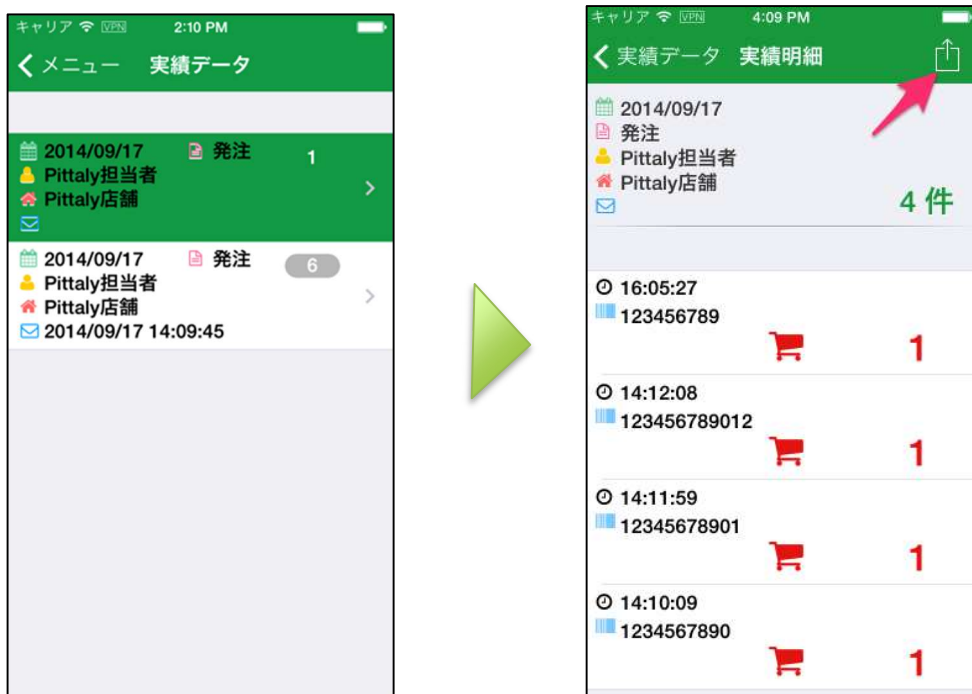 キャリア VPN 2:10 PM
メニュー 実績データ
2014/09/17 発注 1
Pittaly担当者
Pittaly店舗
2014/09/17 発注 6
Pittaly担当者
Pittaly店舗
2014/09/17 14:09:45
キャリア VPN 4:09 PM
実績データ 実績明細
2014/09/17
発注
Pittaly担当者
Pittaly店舗
4 件
16:05:27
123456789
1
14:12:08
123456789012
1
14:11:59
12345678901
1
14:10:09
1234567890
1